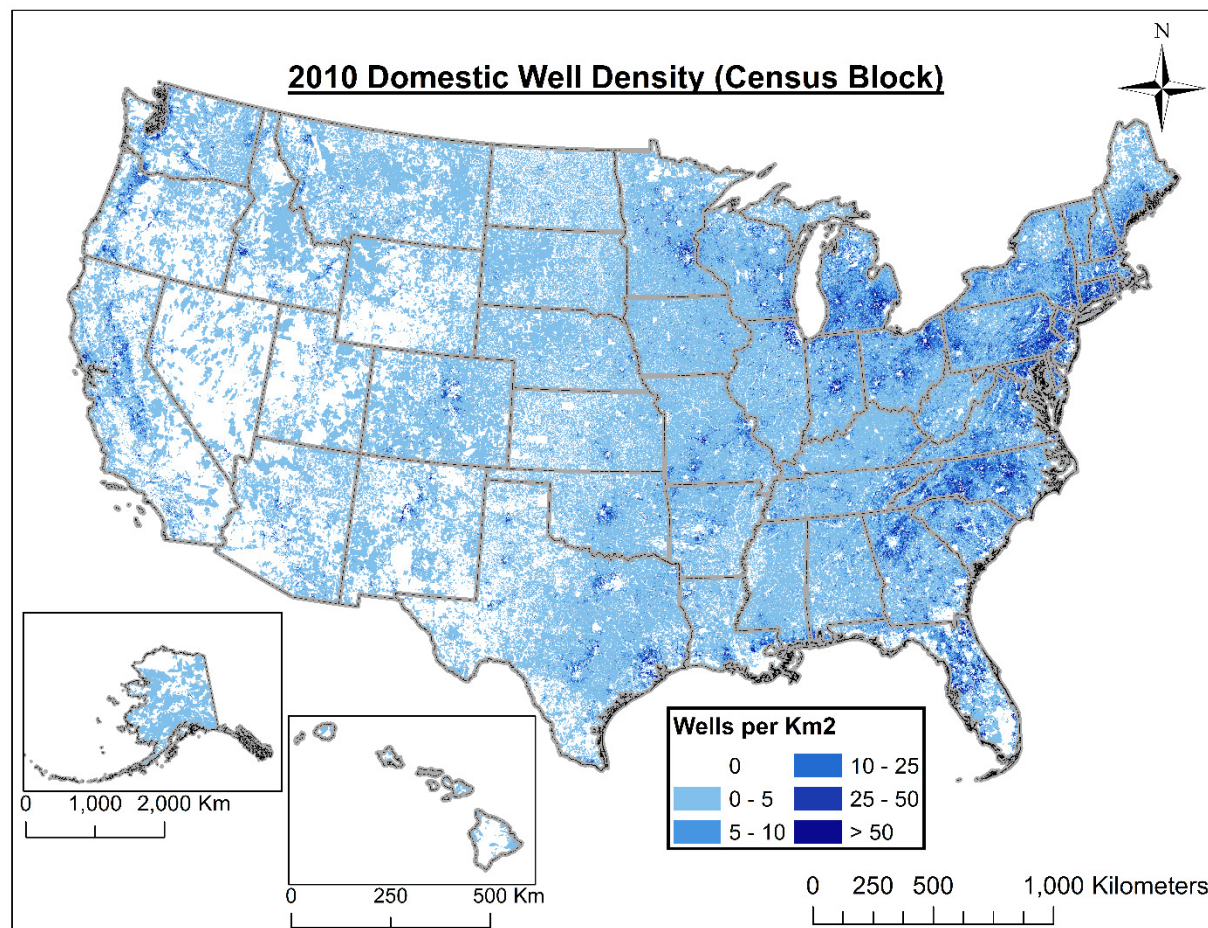 N
2010 Domestic Well Density (Census Block)
Wells per Km2
0
0 - 5
5 - 10
10 - 25
25 - 50
> 50
0 1,000 2,000 Km
0 250 500 Km
0 250 500 1,000 Kilometers